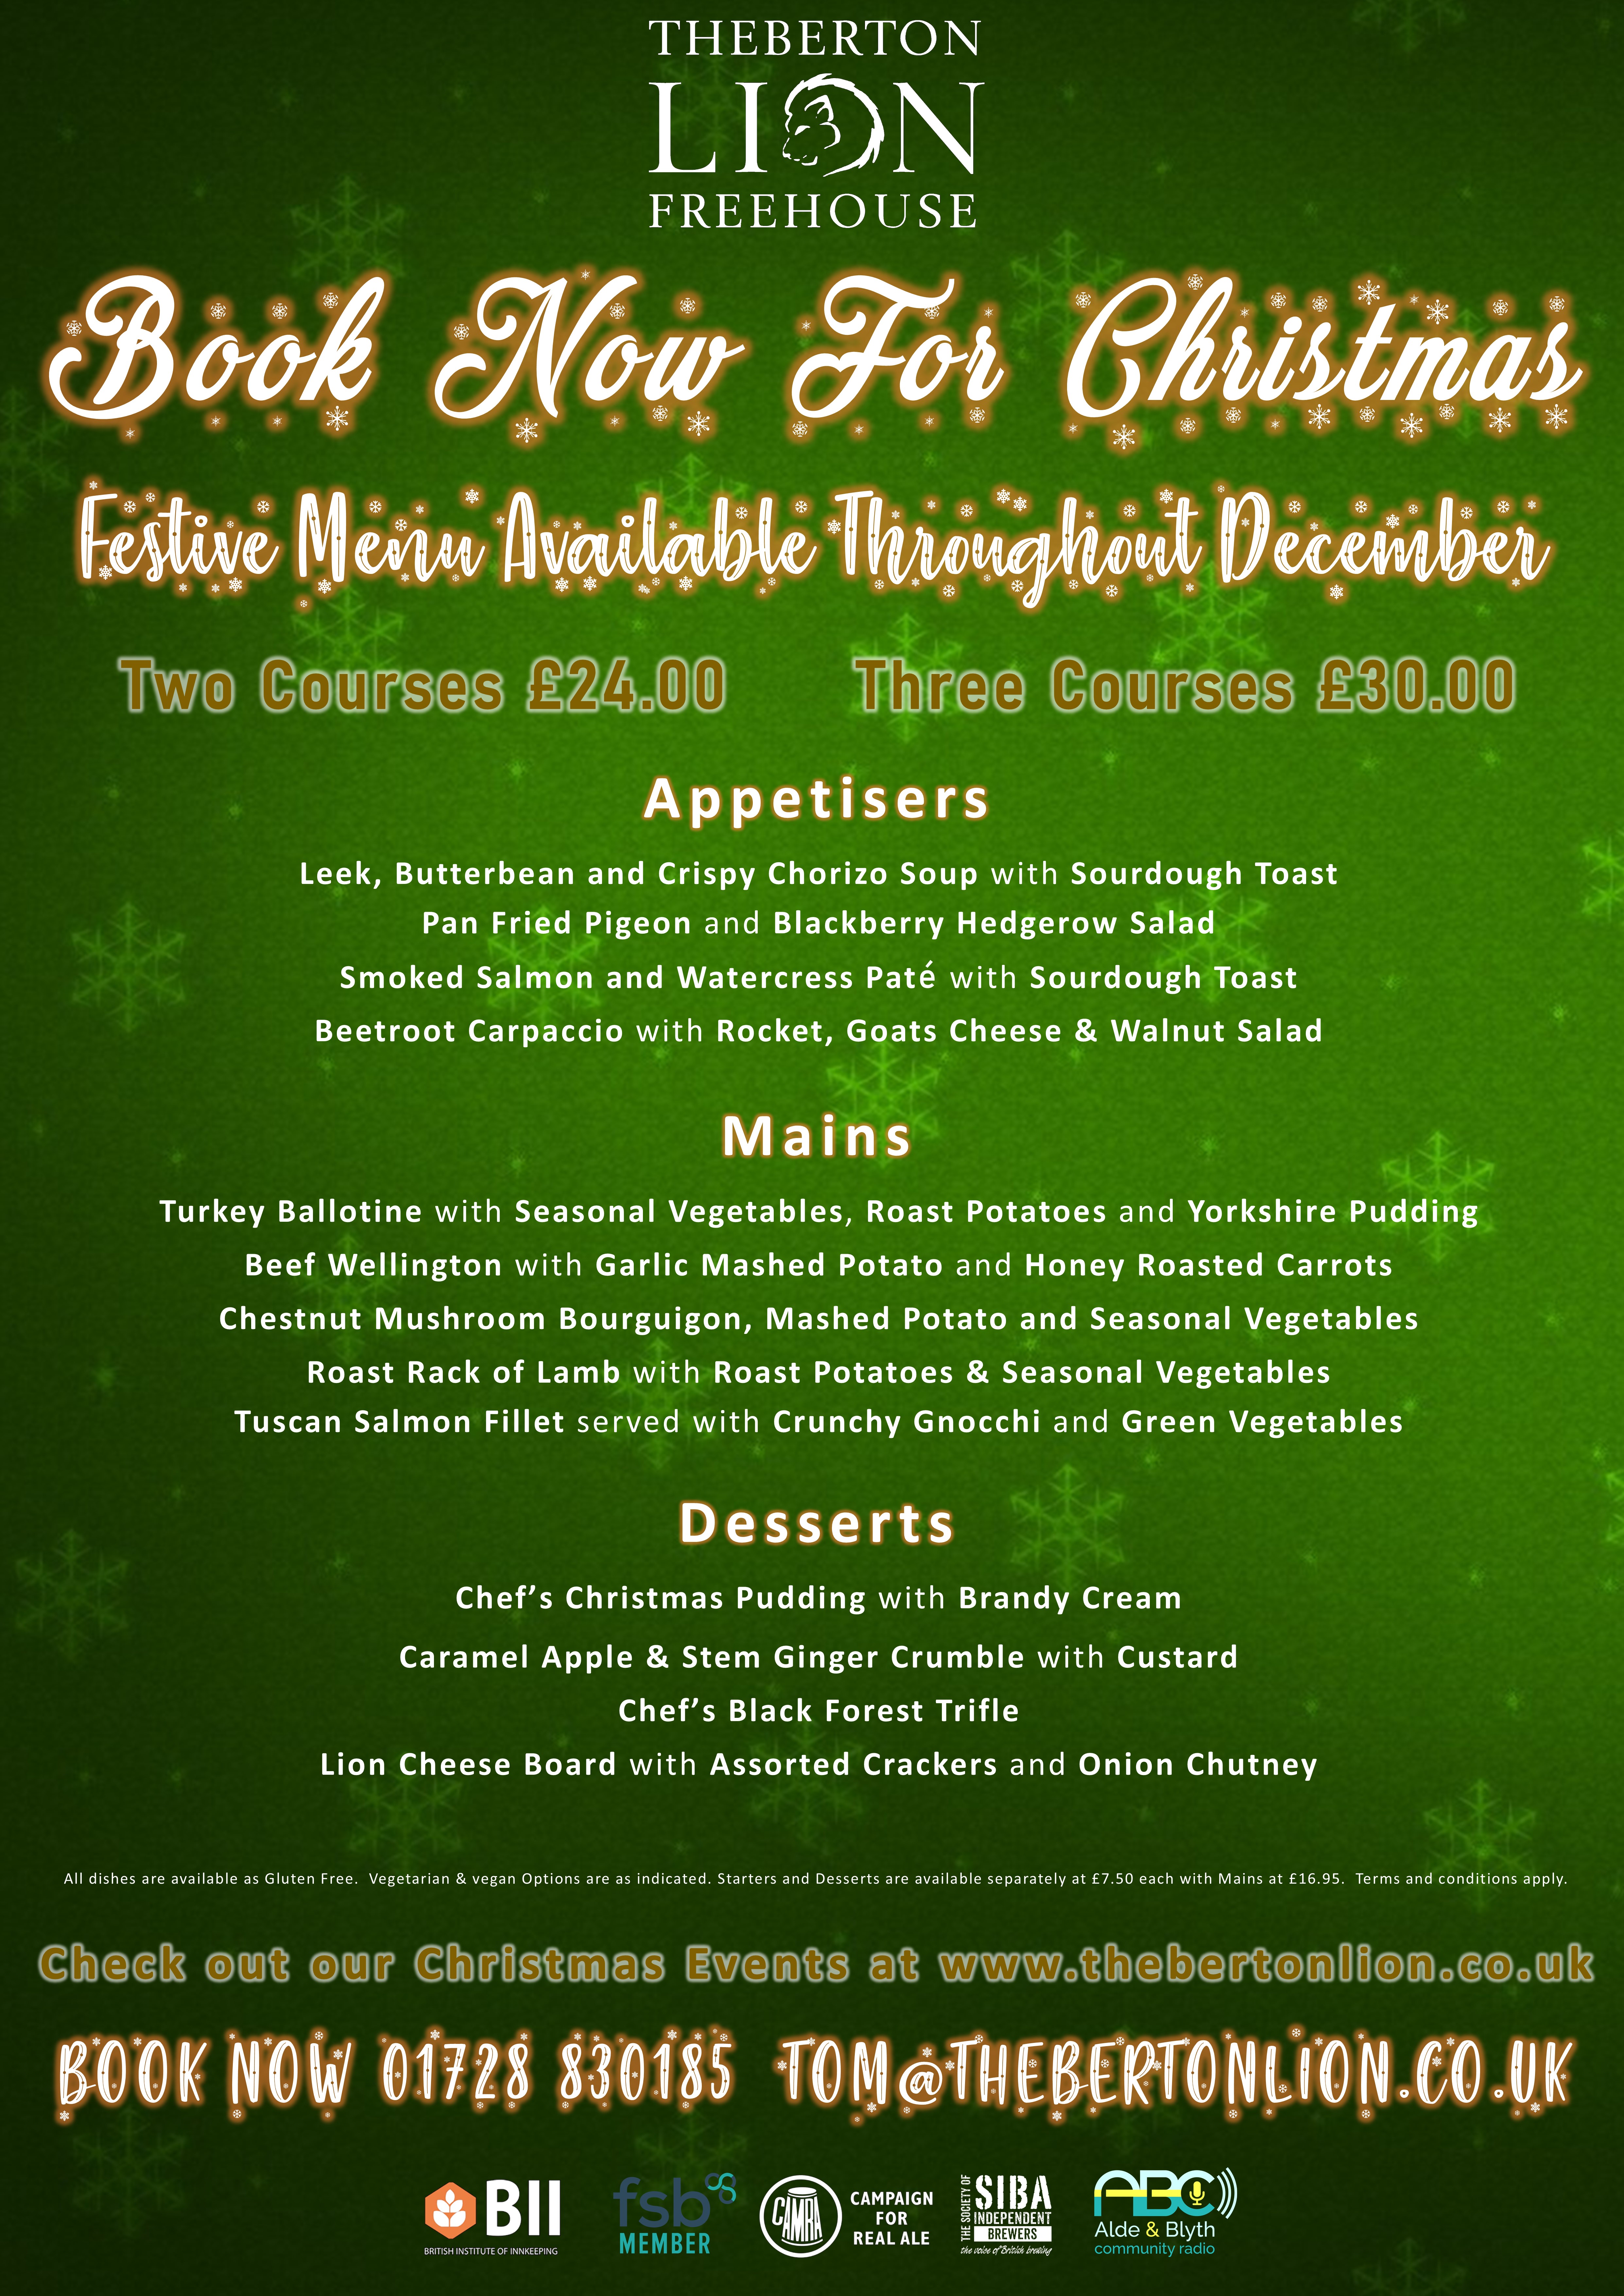 THEBERTON
LION
FREEHOUSE
Book Now For Christmas
Festive Menu Available Throughout December
Two Courses £24.00 Three Courses £30.00
Appetisers
Leek, Butterbean and Crispy Chorizo Soup with Sourdough Toast
Pan Fried Pigeon and Blackberry Hedgerow Salad
Smoked Salmon and Watercress Paté with Sourdough Toast
Beetroot Carpaccio with Rocket, Goats Cheese & Walnut Salad
Mains
Turkey Ballotine with Seasonal Vegetables, Roast Potatoes and Yorkshire Pudding
Beef Wellington with Garlic Mashed Potato and Honey Roasted Carrots
Chestnut Mushroom Bourguigon, Mashed Potato and Seasonal Vegetables
Roast Rack of Lamb with Roast Potatoes & Seasonal Vegetables
Tuscan Salmon Fillet served with Crunchy Gnocchi and Green Vegetables
Desserts
Chef’s Christmas Pudding with Brandy Cream
Caramel Apple & Stem Ginger Crumble with Custard
Chef’s Black Forest Trifle
Lion Cheese Board with Assorted Crackers and Onion Chutney
All dishes are available as Gluten Free. Vegetarian & vegan Options are as indicated. Starters and Desserts are available separately at £7.50 each with Mains at £16.95. Terms and conditions apply.
Check out our Christmas Events at www.thebertonlion.co.uk
BOOK NOW 01728 830185 TOM@THEBERTONLION.CO.UK
BII
BRITISH INSTITUTE OF INNKEEPING
fsb
MEMBER
CAMRA
CAMPAIGN
FOR
REAL ALE
THE SOCIETY OF
SIBA
INDEPENDENT
BREWERS
the voice of British brewing
ABC
Alde & Blyth
community radio